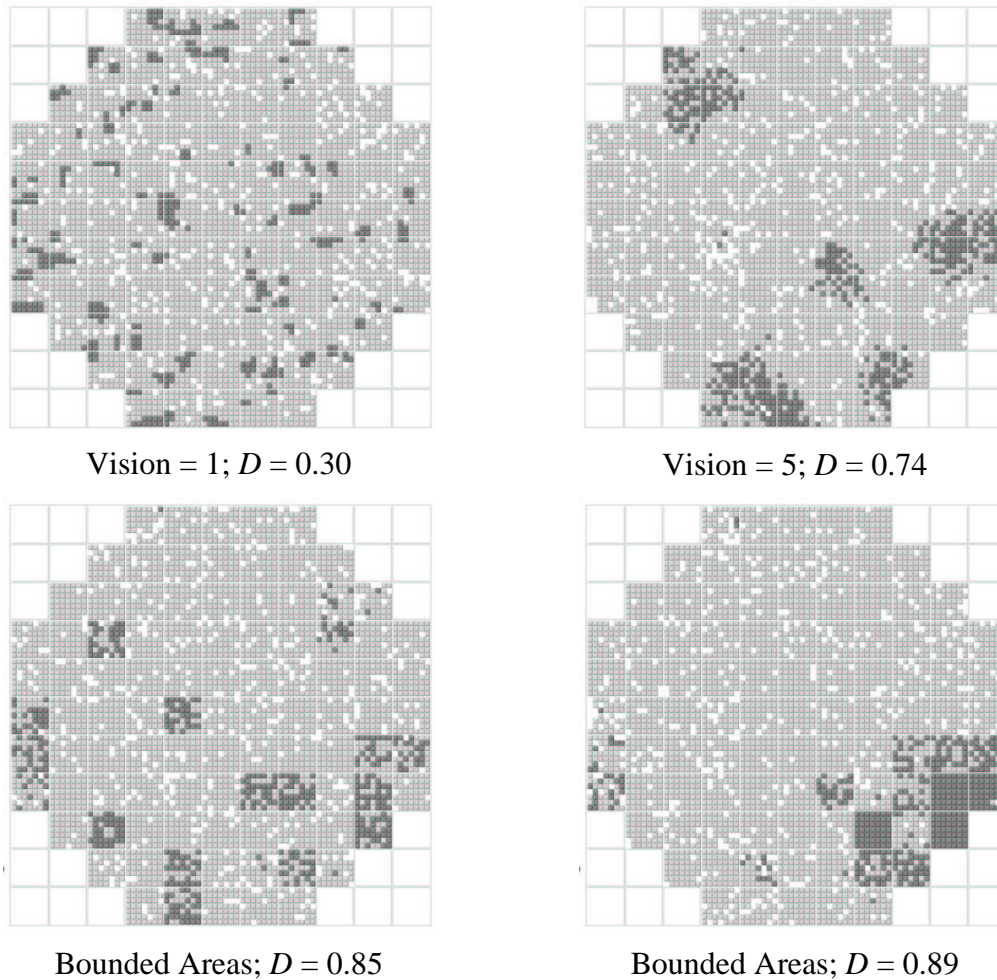 Vision = 1; D = 0.30
Vision = 5; D = 0.74
Bounded Areas; D = 0.85
Bounded Areas; D = 0.89